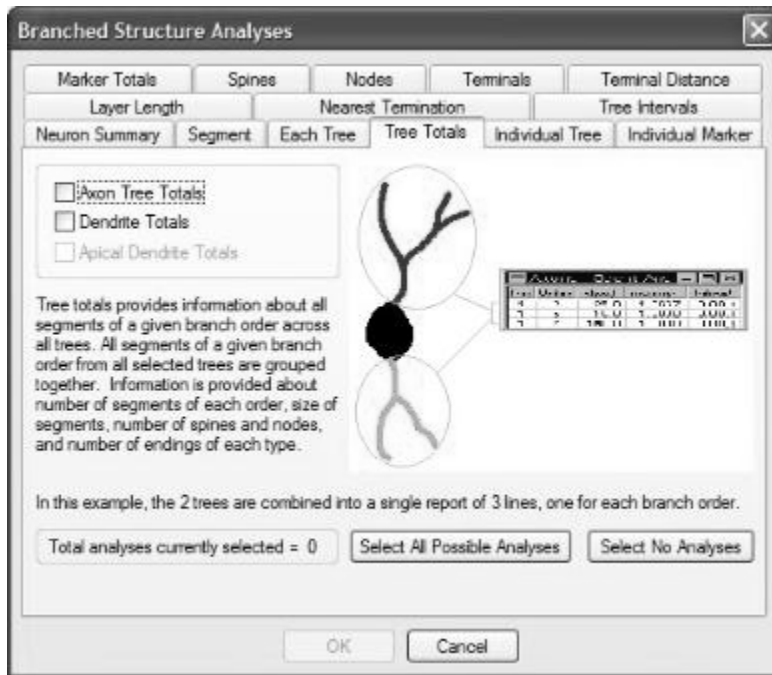 Branched Structure Analyses
Marker Totals Spines Nodes Terminals Terminal Distance
Layer Length Nearest Termination Tree Intervals
Neuron Summary Segment Each Tree Tree Totals Individual Tree Individual Marker
Axon Tree Totals
Dendrite Totals
Apical Dendrite Totals
Tree totals provides information about all
segments of a given branch order across
all trees. All segments of a given branch
order from all selected trees are grouped
together. Information is provided about
number of segments of each order, size of
segments, number of spines and nodes,
and number of endings of each type.
In this example, the 2 trees are combined into a single report of 3 lines, one for each branch order.
Total analyses currently selected = 0 Select All Possible Analyses Select No Analyses
OK Cancel